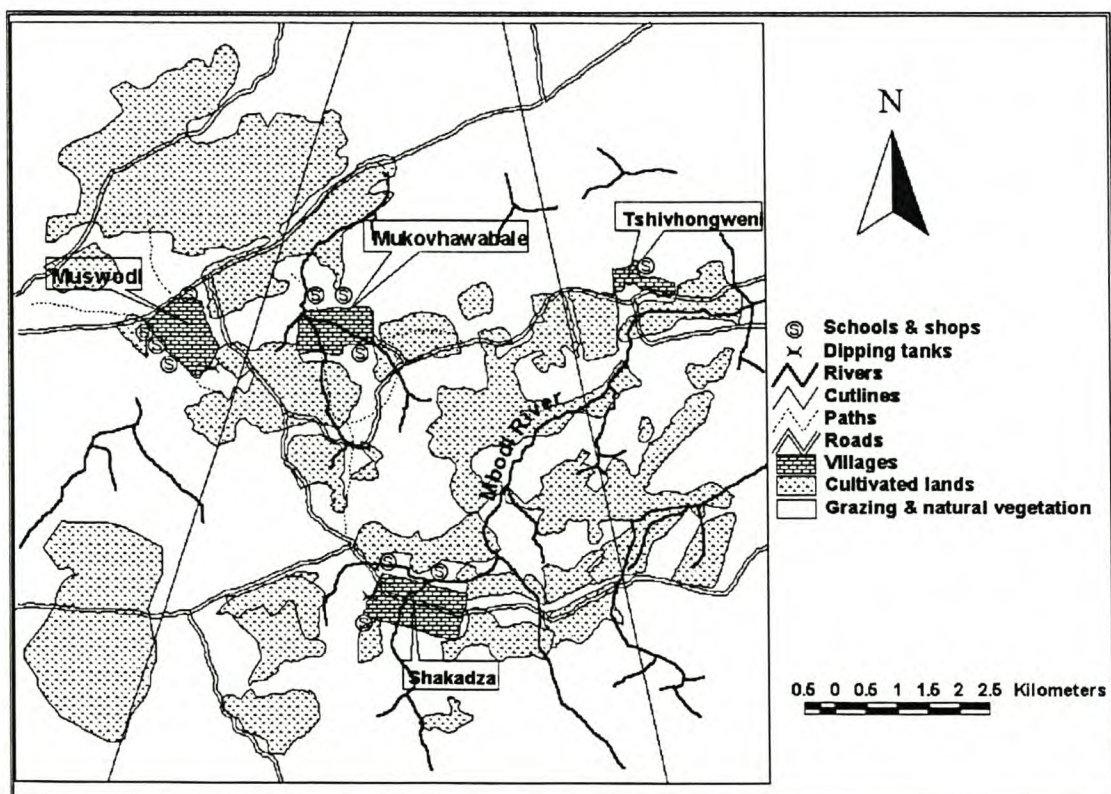 N
Tshivhongweni
Mukovhawabale
Muswodi
Mbodi River
Shakadza
Schools & shops
Dipping tanks
Rivers
Cutlines
Paths
Roads
Villages
Cultivated lands
Grazing & natural vegetation
0.5 0 0.5 1 1.5 2 2.5 Kilometers